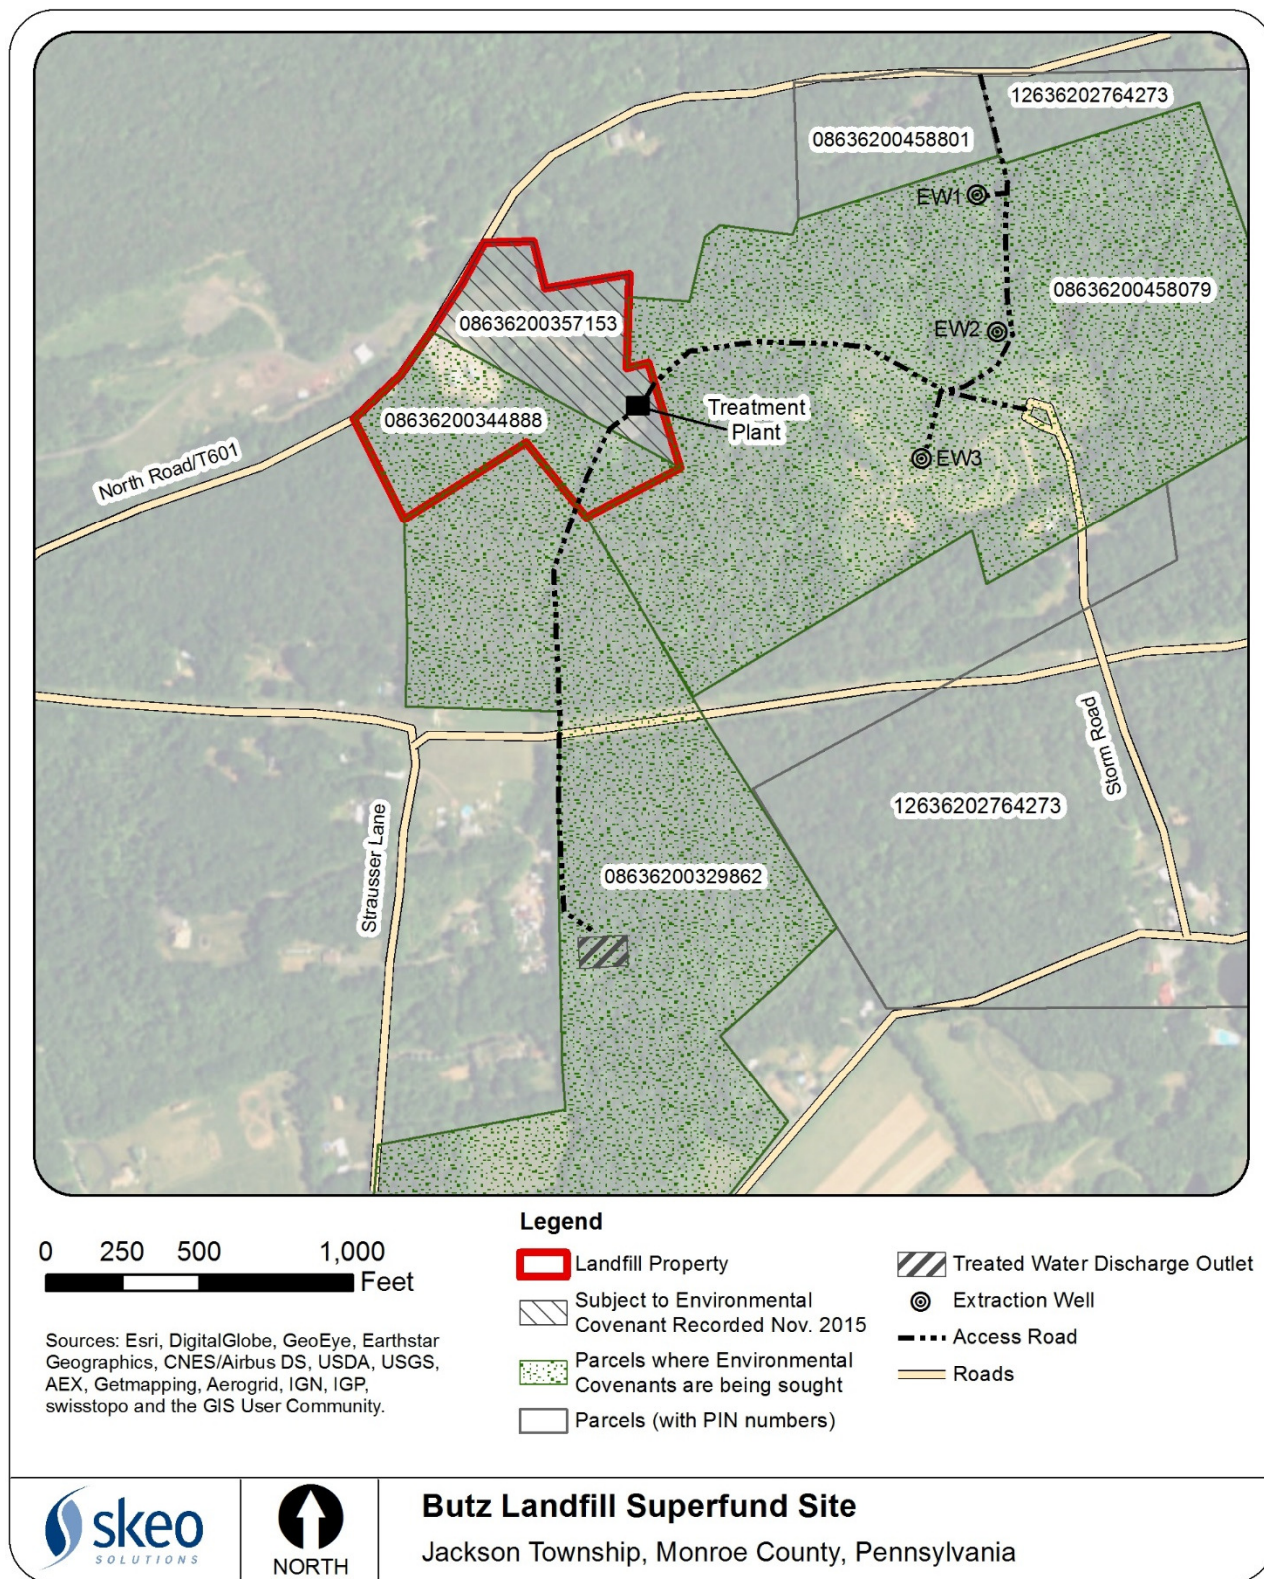 12636202764273
08636200458801
EW1
08636200458079
08636200357153
EW2
Treatment
Plant
08636200344888
EW3
North Road/T601
Storm Road
12636202764273
Strausser Lane
08636200329862
0 250 500 1,000
Feet
Sources: Esri, DigitalGlobe, GeoEye, Earthstar
Geographics, CNES/Airbus DS, USDA, USGS,
AEX, Getmapping, Aerogrid, IGN, IGP,
swisstopo and the GIS User Community.
Legend
Landfill Property
Subject to Environmental
Covenant Recorded Nov. 2015
Parcels where Environmental
Covenants are being sought
Parcels (with PIN numbers)
Treated Water Discharge Outlet
Extraction Well
Access Road
Roads
skeo
SOLUTIONS
NORTH
Butz Landfill Superfund Site
Jackson Township, Monroe County, Pennsylvania